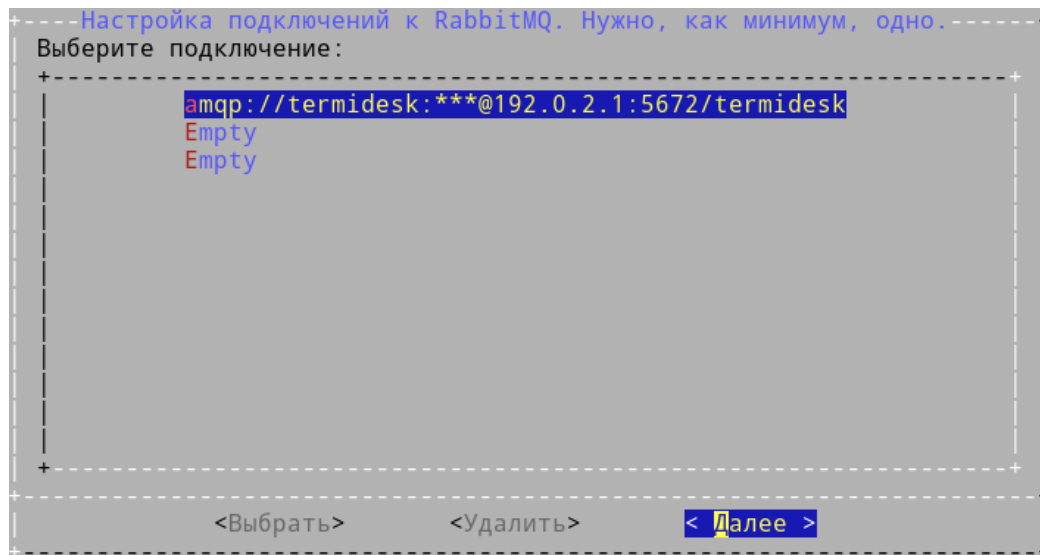 Настройка подключений к RabbitMQ. Нужно, как минимум, одно.
Выберите подключение:
amqp://termidesk:***@192.0.2.1:5672/termidesk
Empty
Empty
<Выбрать> <Удалить> < Далее >